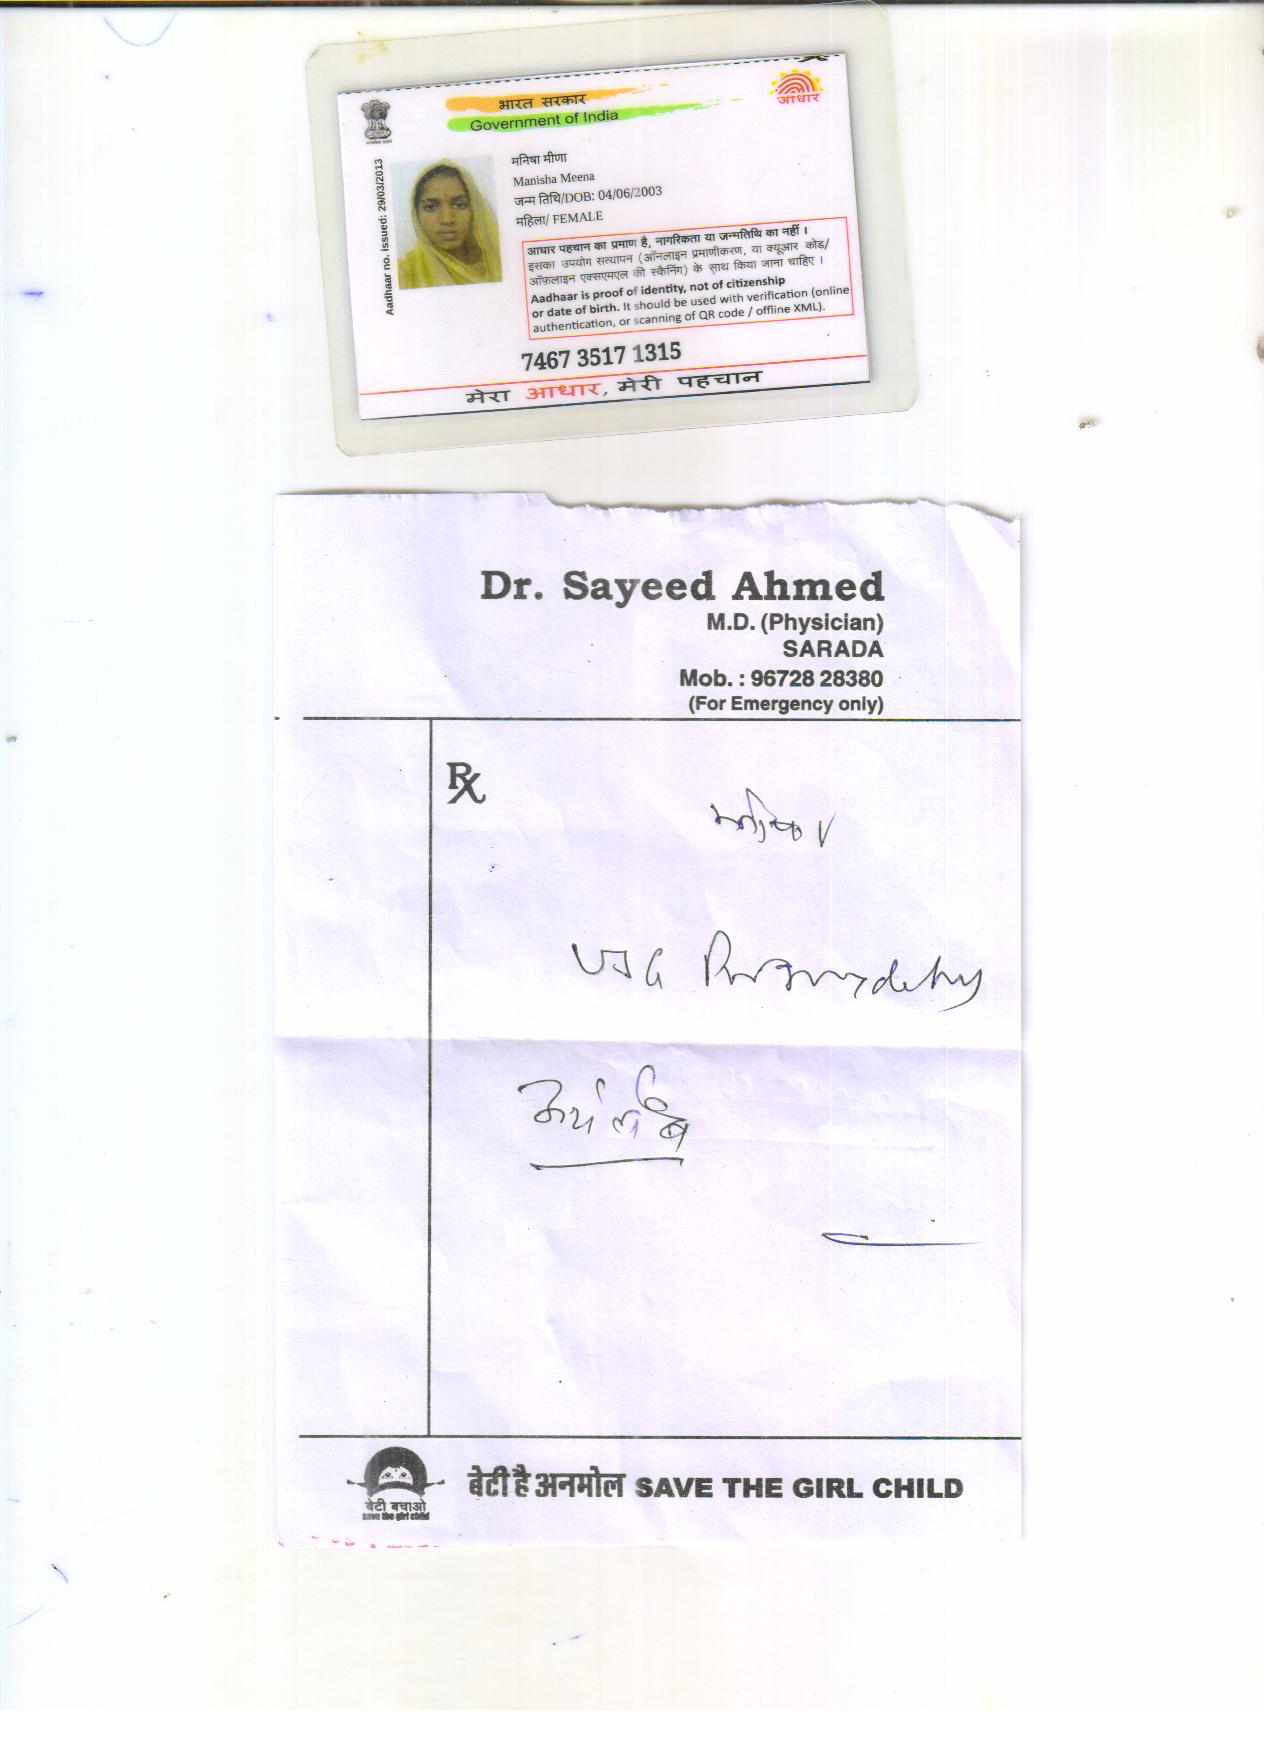 भारत सरकार
Government of India
आधार
Aadhaar no. issued: 29/03/2013
मनिषा मीणा
Manisha Meena
जन्म तिथि/DOB: 04/06/2003
महिला/ FEMALE
आधार पहचान का प्रमाण है, नागरिकता या जन्मतिथि का नहीं ।
इसका उपयोग सत्यापन (ऑनलाइन प्रमाणीकरण, या क्यूआर कोड/
ऑफ़लाइन एक्सएमएल की स्कैनिंग) के साथ किया जाना चाहिए ।
Aadhaar is proof of identity, not of citizenship
or date of birth. It should be used with verification (online
authentication, or scanning of QR code / offline XML).
7467 3517 1315
मेरा आधार, मेरी पहचान
Dr. Sayeed Ahmed
M.D. (Physician)
SARADA
Mob. : 96728 28380
(For Emergency only)
℞
USG
बेटी बचाओ
save the girl child
बेटी है अनमोल SAVE THE GIRL CHILD